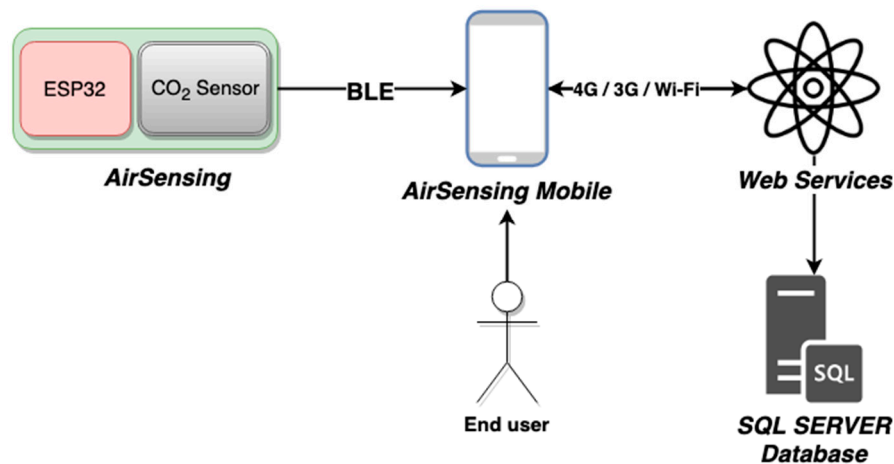 ESP32
CO₂ Sensor
AirSensing
BLE
AirSensing Mobile
4G / 3G / Wi-Fi
Web Services
End user
SQL
SQL SERVER
Database